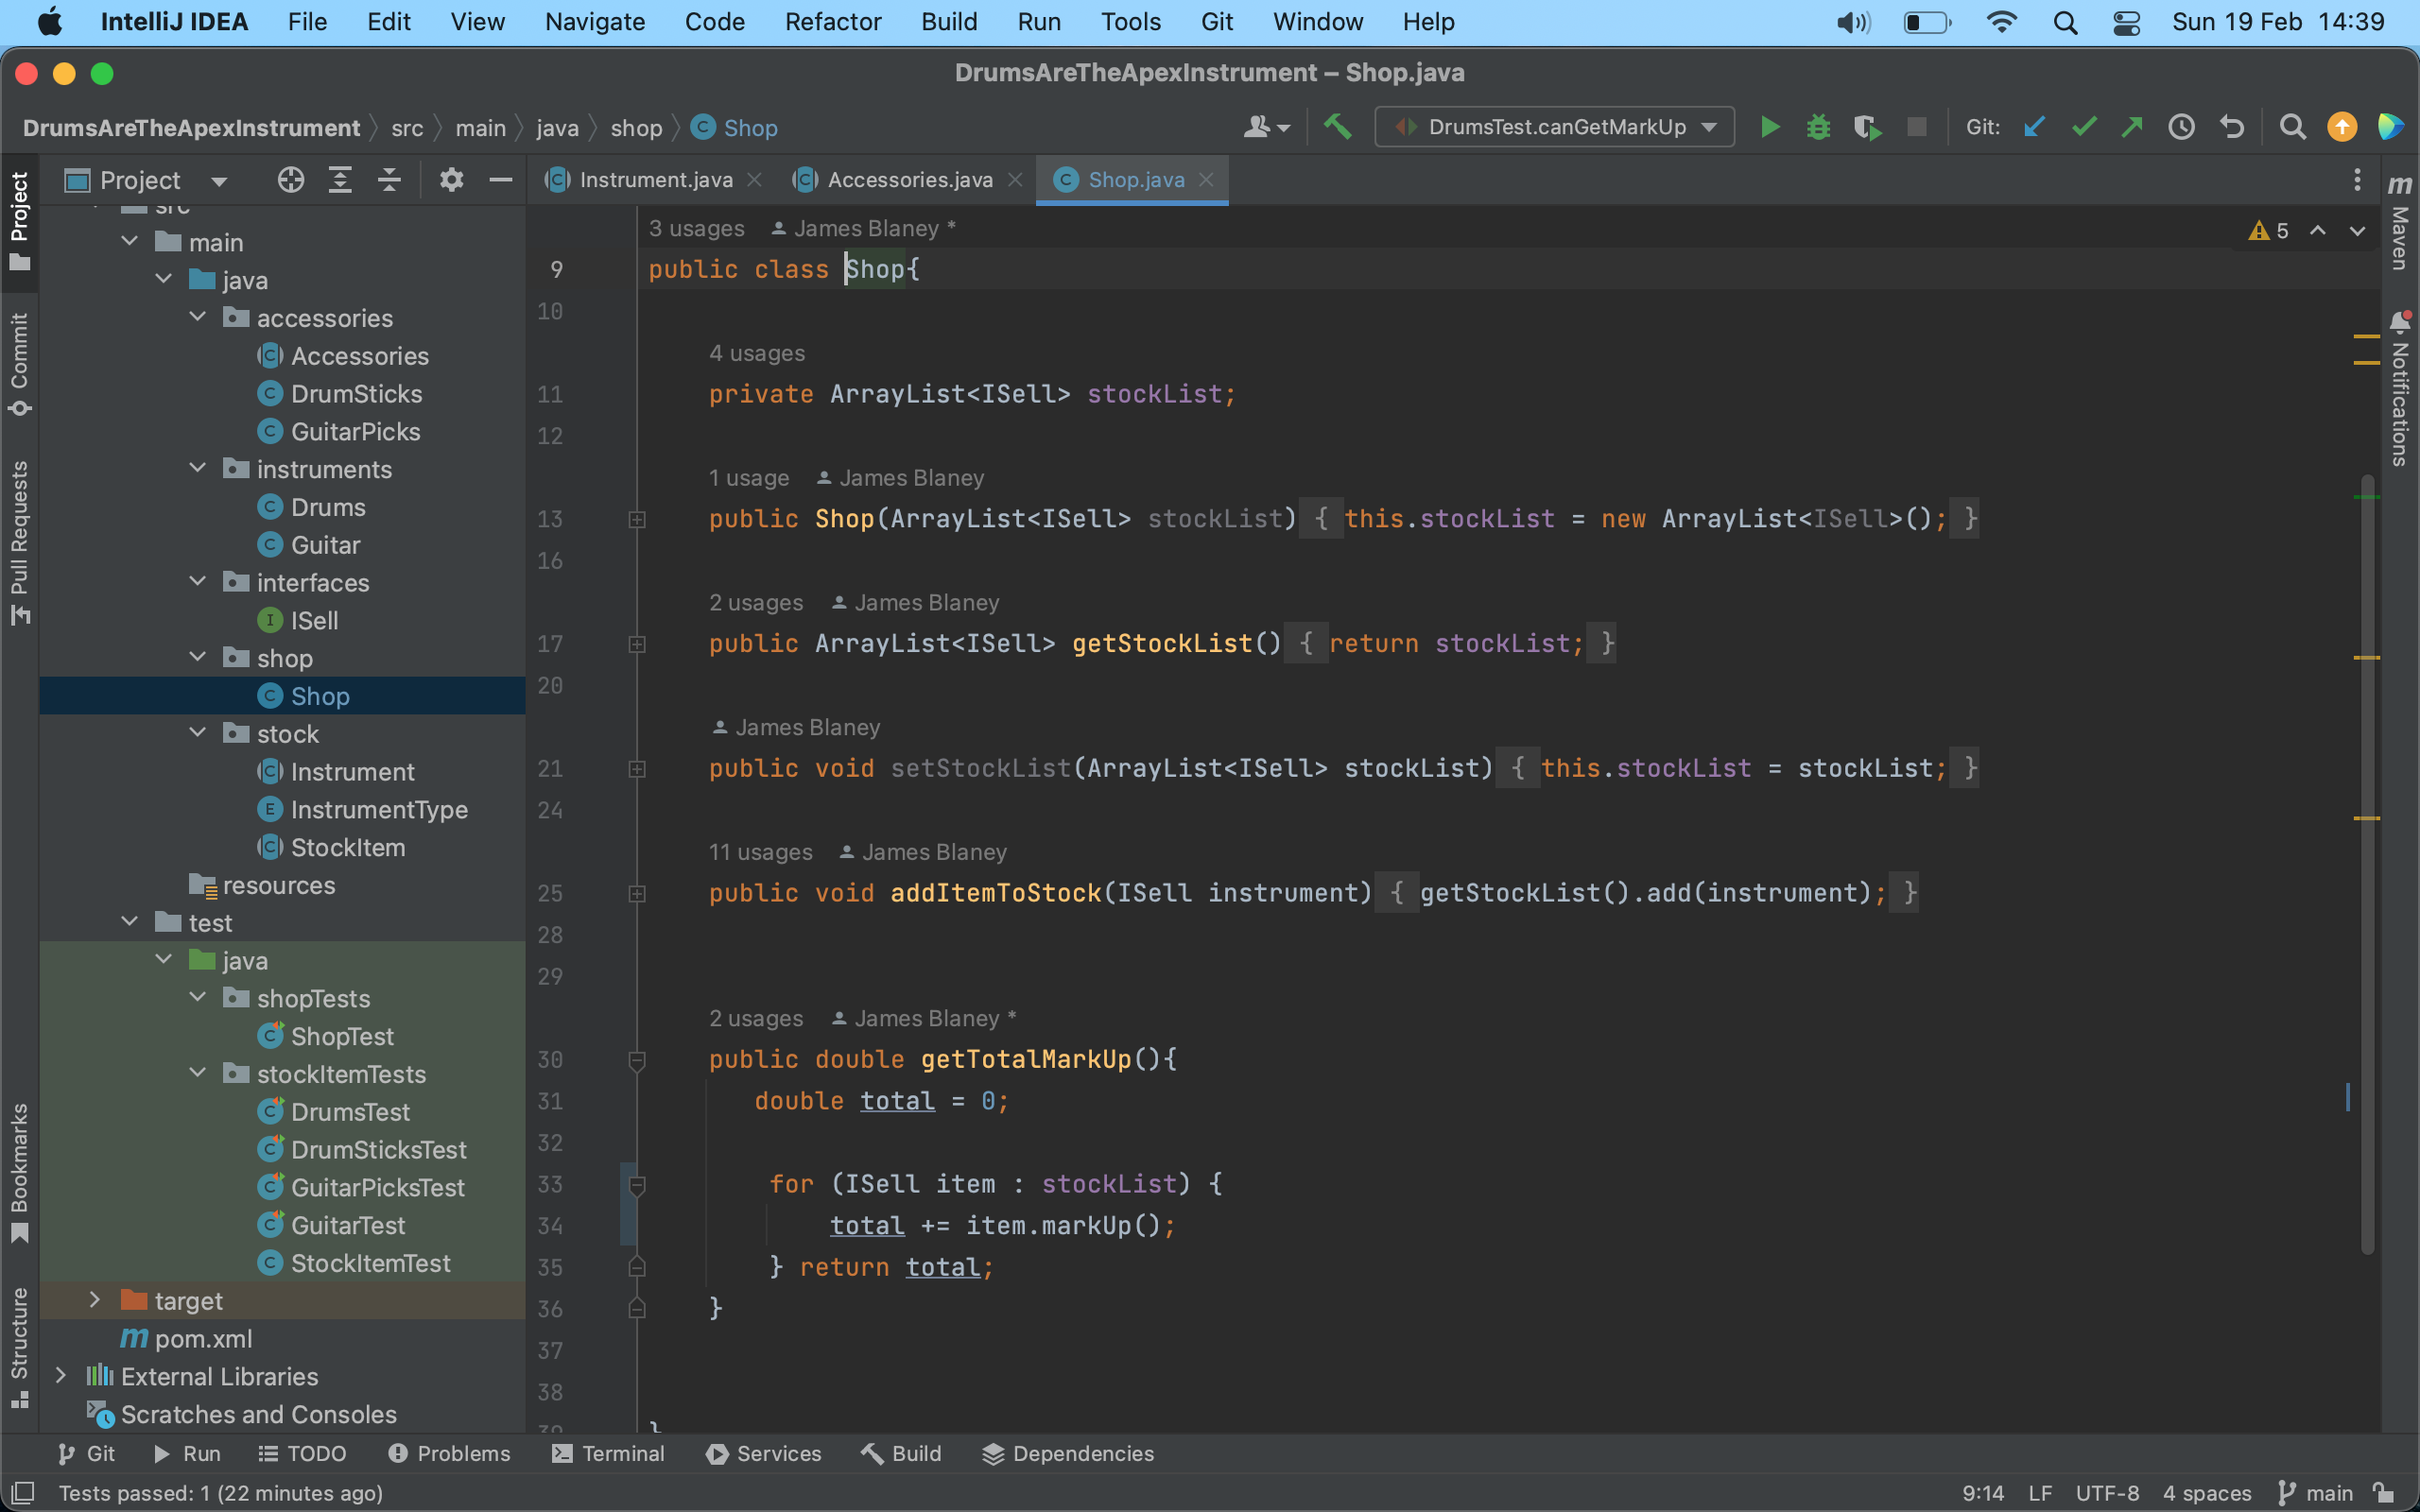 IntelliJ IDEA File Edit View Navigate Code Refactor Build Run Tools Git Window Help Sun 19 Feb 14:39
DrumsAreTheApexInstrument – Shop.java
DrumsAreTheApexInstrument src main java shop Shop DrumsTest.canGetMarkUp Git:
Project
Instrument.java Accessories.java Shop.java
Project
Commit
Pull Requests
Bookmarks
Structure
src
main
java
accessories
Accessories
DrumSticks
GuitarPicks
instruments
Drums
Guitar
interfaces
ISell
shop
Shop
stock
Instrument
InstrumentType
StockItem
resources
test
java
shopTests
ShopTest
stockItemTests
DrumsTest
DrumSticksTest
GuitarPicksTest
GuitarTest
StockItemTest
target
pom.xml
External Libraries
Scratches and Consoles
3 usages James Blaney *
5
9 public class Shop{
10
4 usages
11 private ArrayList<ISell> stockList;
12
1 usage James Blaney
13 public Shop(ArrayList<ISell> stockList) { this.stockList = new ArrayList<ISell>(); }
16
2 usages James Blaney
17 public ArrayList<ISell> getStockList() { return stockList; }
20
James Blaney
21 public void setStockList(ArrayList<ISell> stockList) { this.stockList = stockList; }
24
11 usages James Blaney
25 public void addItemToStock(ISell instrument) { getStockList().add(instrument); }
28
29
2 usages James Blaney *
30 public double getTotalMarkUp(){
31 double total = 0;
32
33 for (ISell item : stockList) {
34 total += item.markUp();
35 } return total;
36 }
37
38
39 }
Maven
Notifications
Git Run TODO Problems Terminal Services Build Dependencies
Tests passed: 1 (22 minutes ago) 9:14 LF UTF-8 4 spaces main